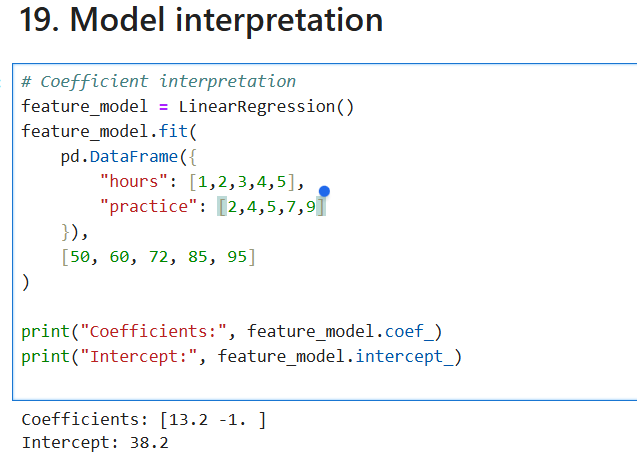 19. Model interpretation
# Coefficient interpretation
feature_model = LinearRegression()
feature_model.fit(
    pd.DataFrame({
        "hours": [1,2,3,4,5],
        "practice": [2,4,5,7,9]
    }),
    [50, 60, 72, 85, 95]
)
print("Coefficients:", feature_model.coef_)
print("Intercept:", feature_model.intercept_)
Coefficients: [13.2 -1. ]
Intercept: 38.2